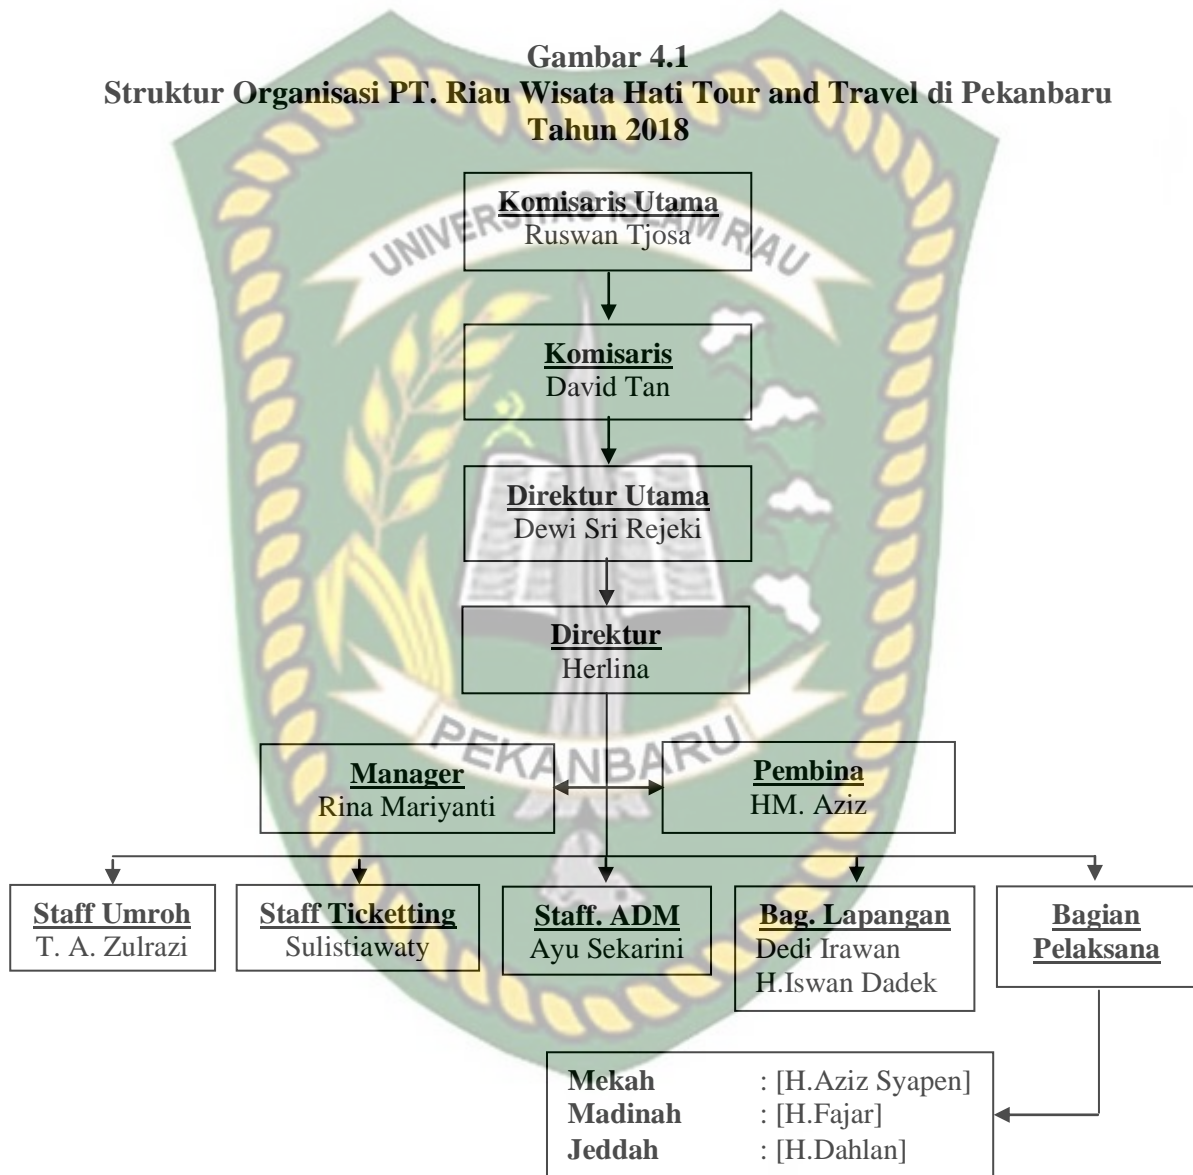 Gambar 4.1
Struktur Organisasi PT. Riau Wisata Hati Tour and Travel di Pekanbaru
Tahun 2018
Komisaris Utama
Ruswan Tjosa
UNIVERSITAS ISLAM RIAU
Komisaris
David Tan
Direktur Utama
Dewi Sri Rejeki
Direktur
Herlina
PEKANBARU
Manager
Rina Mariyanti
Pembina
HM. Aziz
Staff Umroh
T. A. Zulrazi
Staff Ticketting
Sulistiawaty
Staff. ADM
Ayu Sekarini
Bag. Lapangan
Dedi Irawan
H.Iswan Dadek
Bagian
Pelaksana
Mekah : [H.Aziz Syapen]
Madinah : [H.Fajar]
Jeddah : [H.Dahlan]